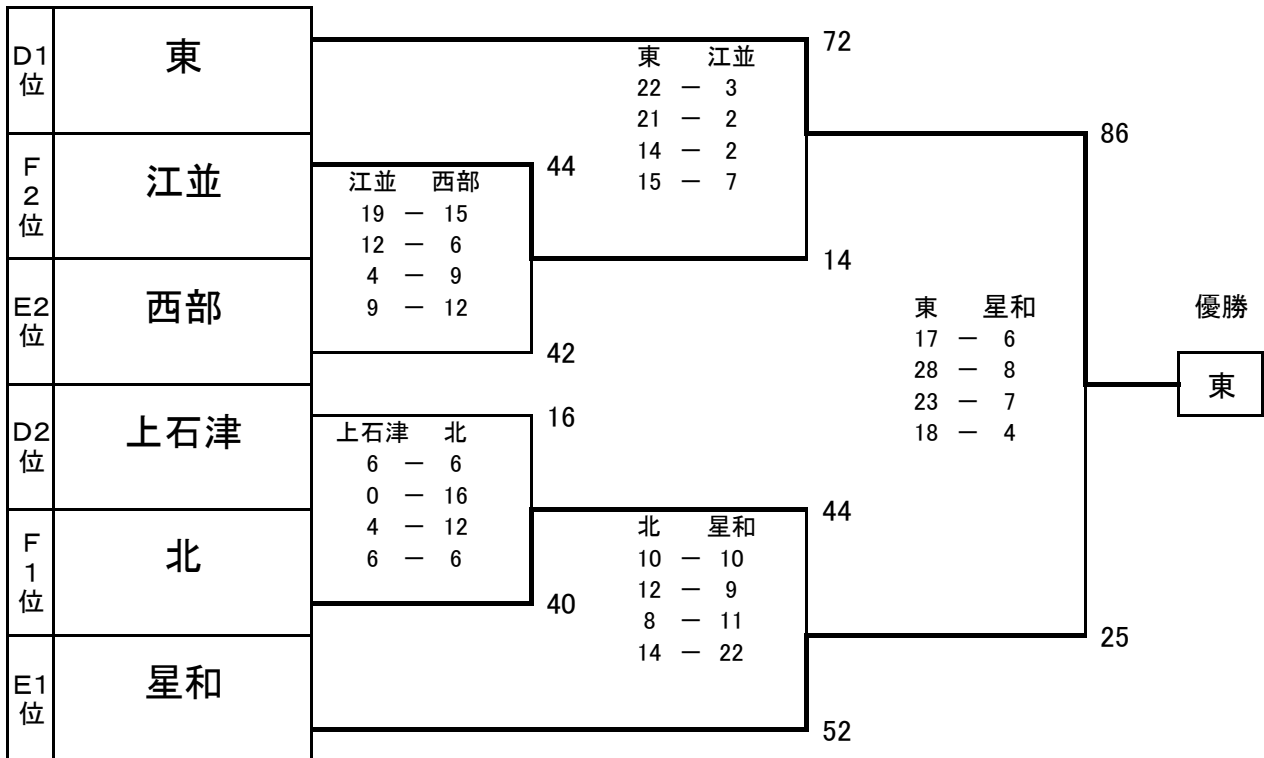 D1位
東
F2位
江並
E2位
西部
D2位
上石津
F1位
北
E1位
星和
江並 西部
19 － 15
12 － 6
4 － 9
9 － 12
44
42
上石津 北
6 － 6
0 － 16
4 － 12
6 － 6
16
40
東 江並
22 － 3
21 － 2
14 － 2
15 － 7
72
14
北 星和
10 － 10
12 － 9
8 － 11
14 － 22
44
52
東 星和
17 － 6
28 － 8
23 － 7
18 － 4
86
25
優勝
東